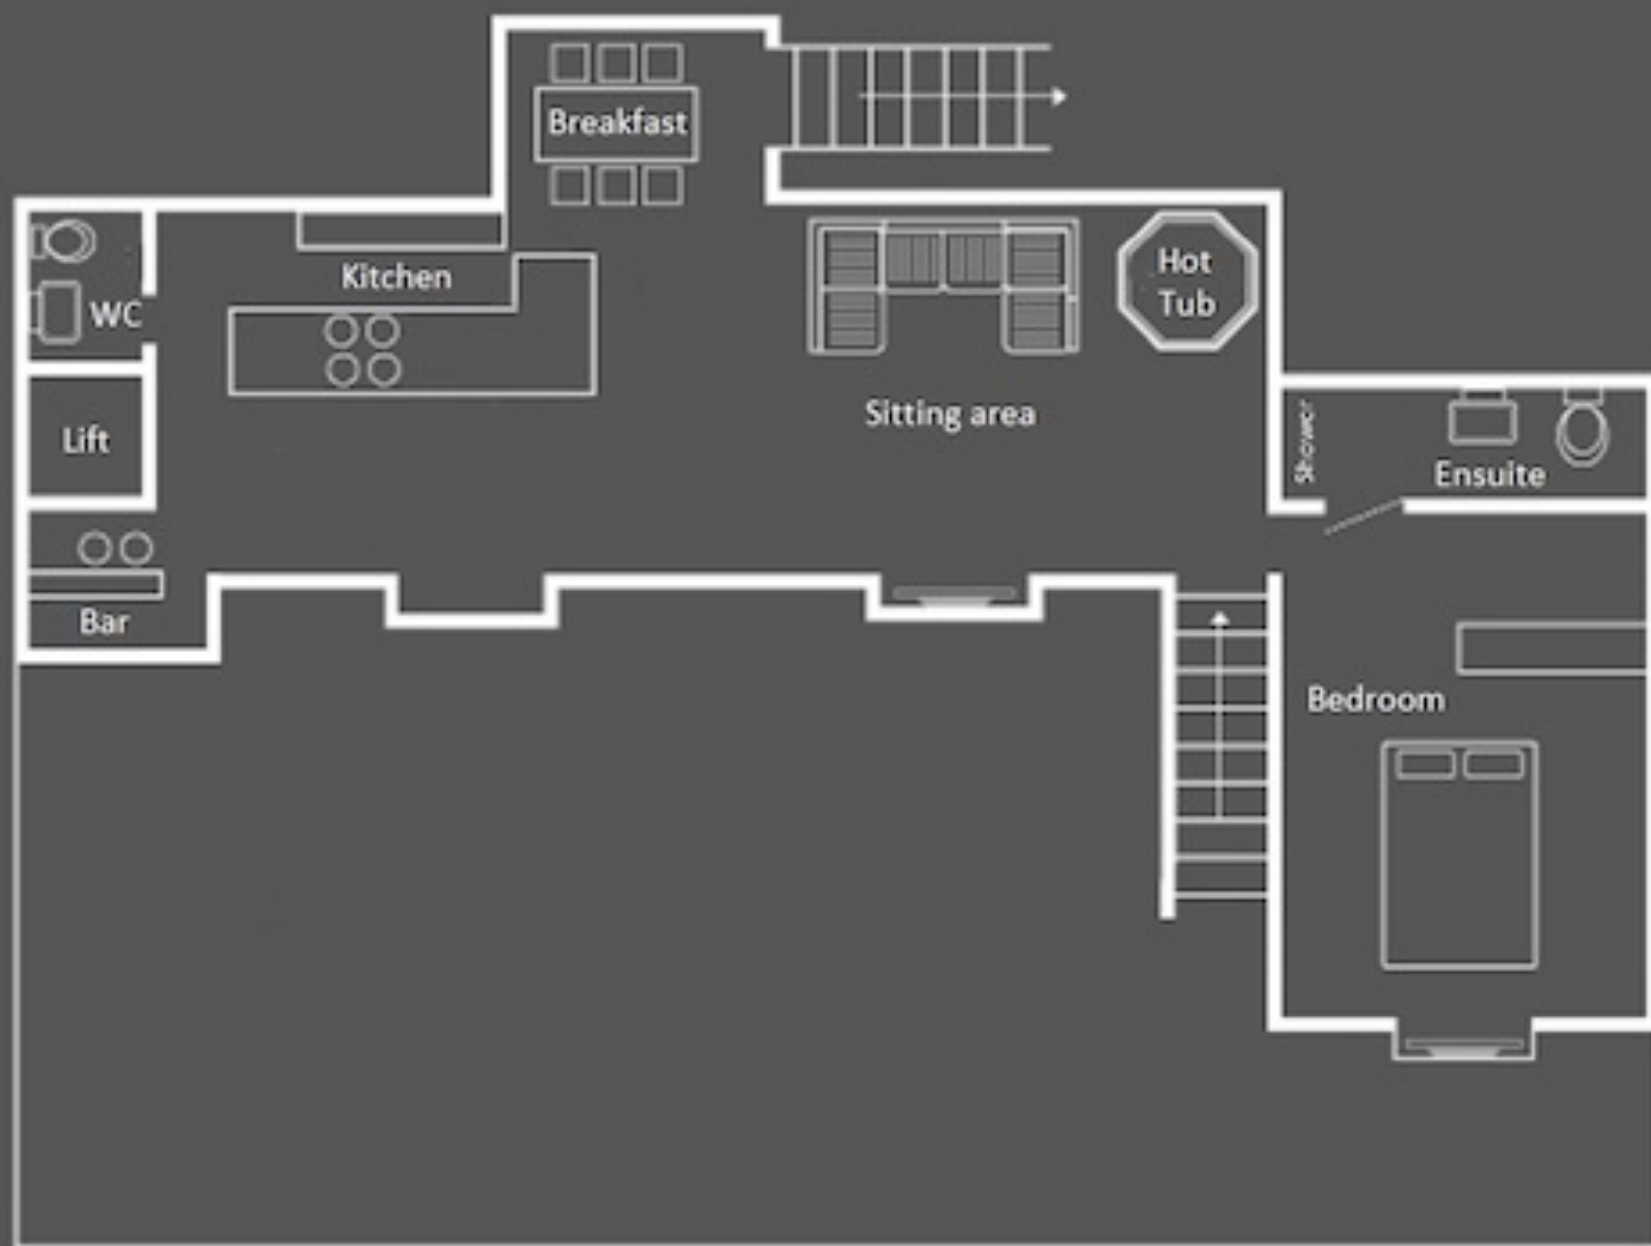 Breakfast
Kitchen
WC
Hot
Tub
Lift
Sitting area
Shower
Ensuite
Bar
Bedroom